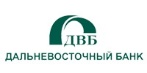 ДВБ
ДАЛЬНЕВОСТОЧНЫЙ БАНК